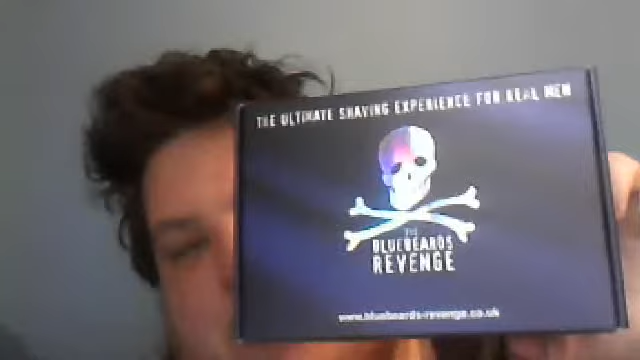 THE ULTIMATE SHAVING EXPERIENCE FOR REAL MEN
THE
BLUEBEARDS
REVENGE
www.bluebeards-revenge.co.uk